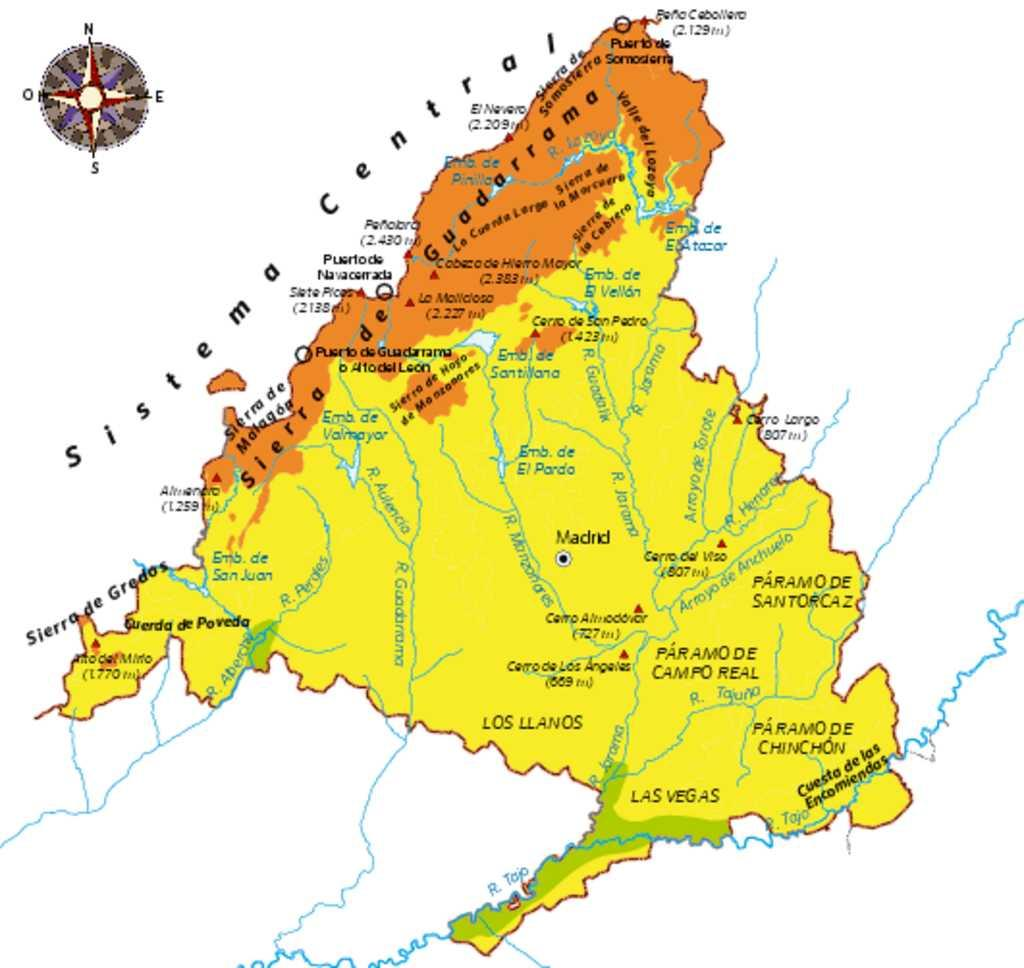 N
O
E
S
Sistema Central
Peña Cebollera
(2.129 m)
Puerto de
Somosierra
Sierra de
Somosierra
El Nevero
(2.209 m)
Valle del Lozoya
R. Lozoya
Emb. de
Pinilla
Sierra de Guadarrama
Sierra de
la Morcuera
La Cuerda Larga
Sierra de
la Cabrera
Peñalara
(2.430 m)
Emb. de
El Atazar
Puerto de
Navacerrada
Cabeza de Hierro Mayor
(2.383 m)
Emb. de
El Vellón
Siete Picos
(2138 m)
La Maliciosa
(2.227 m)
Cerro de San Pedro
(1.423 m)
Puerto de Guadarrama
o Alto del León
Emb. de
Santillana
R. Guadalix
R. Jarama
Sierra de Hoyo
de Manzanares
Sierra de
Malagón
Emb. de
Valmayor
Cerro Largo
(807 m)
Arroyo de Torote
Emb. de
El Pardo
Almenara
(1.259 m)
R. Aulencia
R. Jarama
R. Henares
R. Manzanares
Madrid
Cerro del Viso
(807 m)
Arroyo de Anchuelo
Emb. de
San Juan
R. Perales
R. Guadarrama
PÁRAMO DE
SANTORCAZ
Sierra de Gredos
Cuerda de Poveda
Cerro Almodóvar
(727 m)
Alto del Mirlo
(1.770 m)
R. Alberche
Cerro de Los Ángeles
(669 m)
PÁRAMO DE
CAMPO REAL
R. Tajuña
LOS LLANOS
PÁRAMO DE
CHINCHÓN
R. Jarama
Cuesta de las
Encomiendas
LAS VEGAS
R. Tajo
R. Tajo